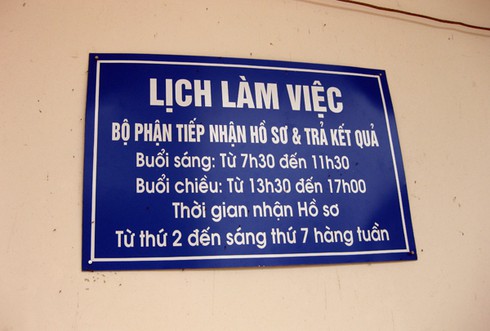 LỊCH LÀM VIỆC
BỘ PHẬN TIẾP NHẬN HỒ SƠ & TRẢ KẾT QUẢ
Buổi sáng: Từ 7h30 đến 11h30
Buổi chiều: Từ 13h30 đến 17h00
Thời gian nhận Hồ sơ
Từ thứ 2 đến sáng thứ 7 hàng tuần